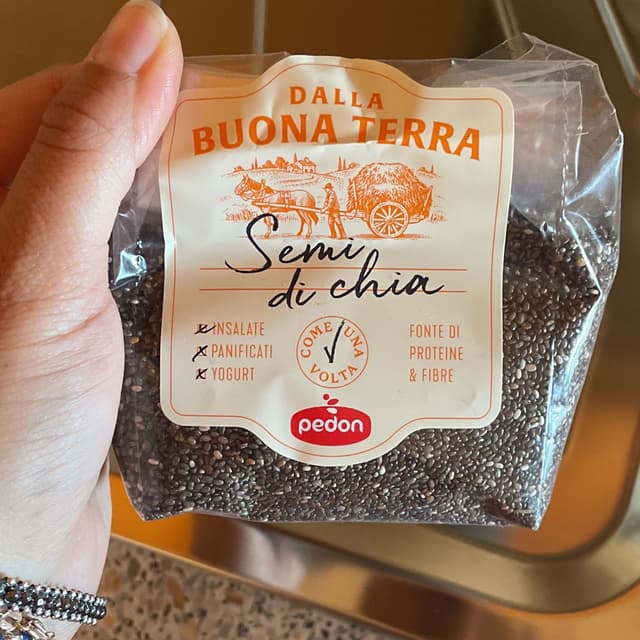 DALLA
BUONA TERRA
Semi
di chia
INSALATE
PANIFICATI
YOGURT
COME UNA
VOLTA
FONTE DI
PROTEINE
& FIBRE
pedon